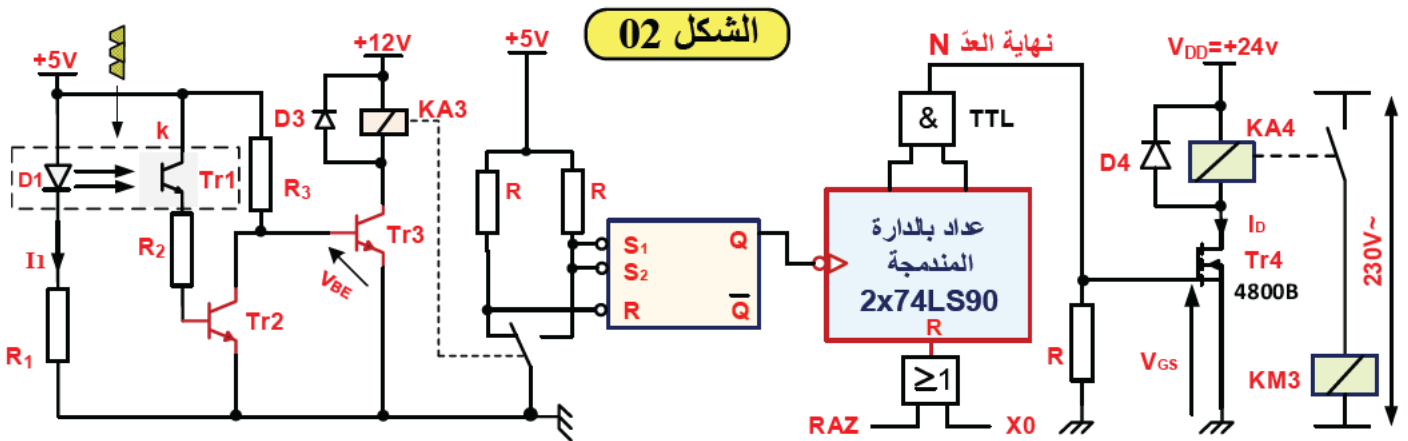 الشكل 02
+5V
k
D1
Tr1
I1
R1
R2
R3
Tr2
VBE
+12V
D3
KA3
Tr3
+5V
R
R
S1
S2
R
Q
Q̅
نهاية العدّ N
&
TTL
عداد بالدارة
المندمجة
2x74LS90
R
≥1
RAZ
X0
VDD=+24v
D4
KA4
ID
Tr4
4800B
R
VGS
230V~
KM3